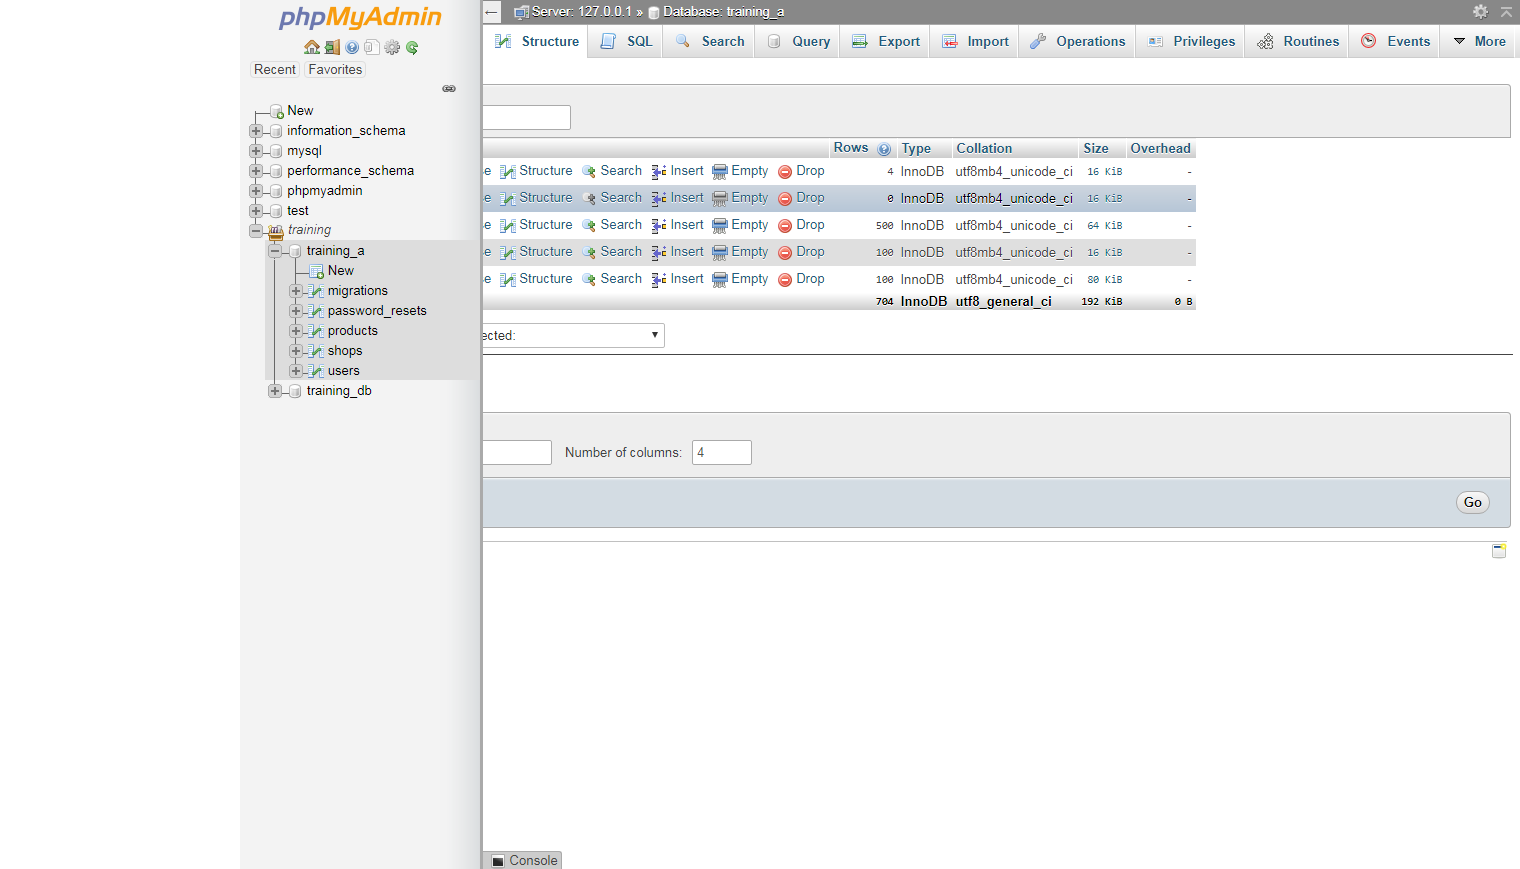 phpMyAdmin
Recent Favorites
New
information_schema
mysql
performance_schema
phpmyadmin
test
training
training_a
New
migrations
password_resets
products
shops
users
training_db
Server: 127.0.0.1 » Database: training_a
Structure SQL Search Query Export Import Operations Privileges Routines Events More
Rows Type Collation Size Overhead
se Structure Search Insert Empty Drop 4 InnoDB utf8mb4_unicode_ci 16 KiB -
se Structure Search Insert Empty Drop 0 InnoDB utf8mb4_unicode_ci 16 KiB -
se Structure Search Insert Empty Drop 500 InnoDB utf8mb4_unicode_ci 64 KiB -
se Structure Search Insert Empty Drop 100 InnoDB utf8mb4_unicode_ci 16 KiB -
se Structure Search Insert Empty Drop 100 InnoDB utf8mb4_unicode_ci 80 KiB -
704 InnoDB utf8_general_ci 192 KiB 0 B
ected:
Number of columns: 4
Go
Console